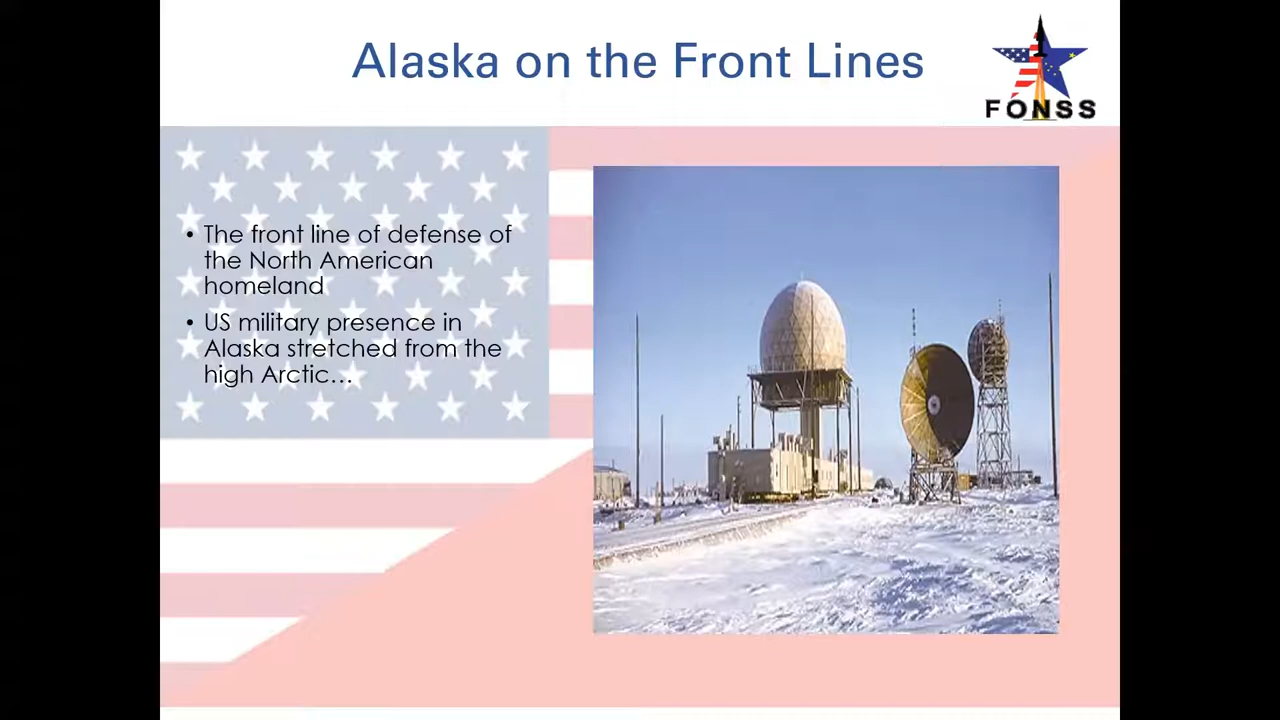 Alaska on the Front Lines
FONSS
• The front line of defense of
the North American
homeland
• US military presence in
Alaska stretched from the
high Arctic…